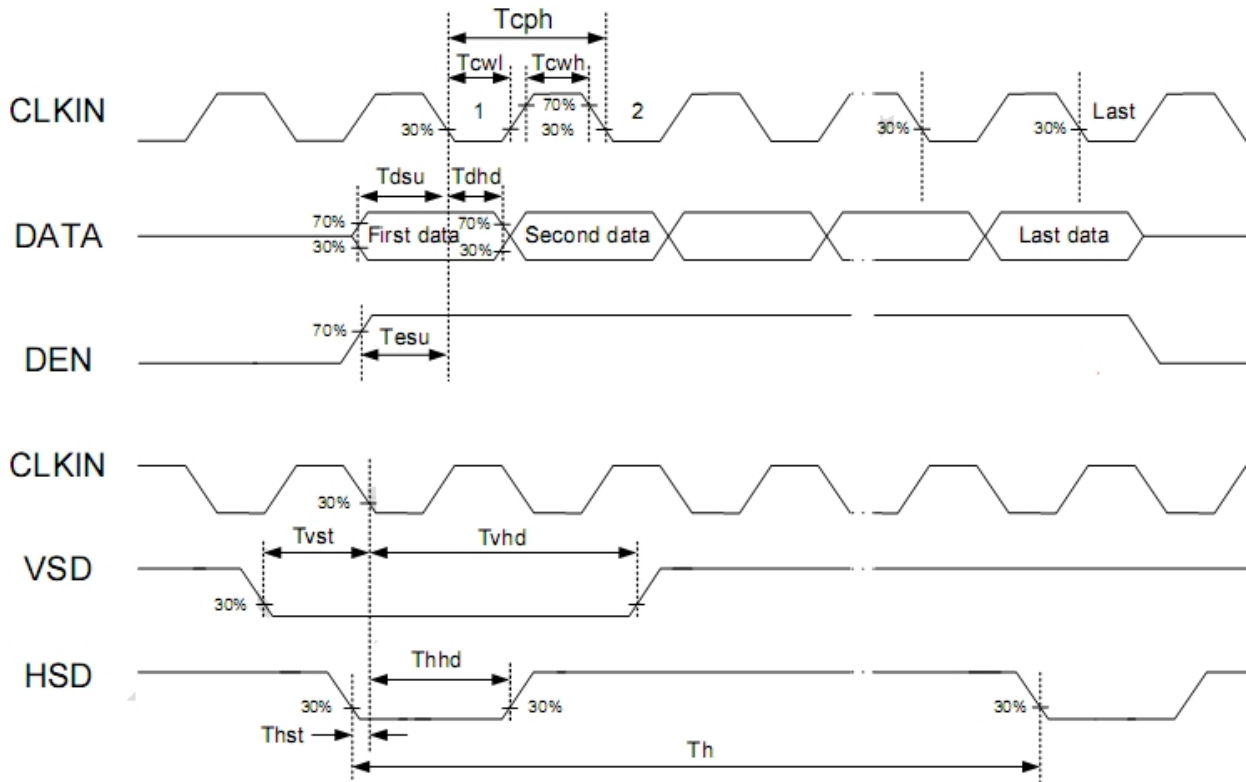 Tcph
Tcwl Tcwh
CLKIN 30% 1 70% 30% 2 30% 30% Last
Tdsu Tdhd
DATA 70% 30% First data 70% 30% Second data Last data
DEN 70% Tesu
CLKIN 30%
Tvst Tvhd
VSD 30%
HSD Thhd
30% 30% 30%
Thst
Th